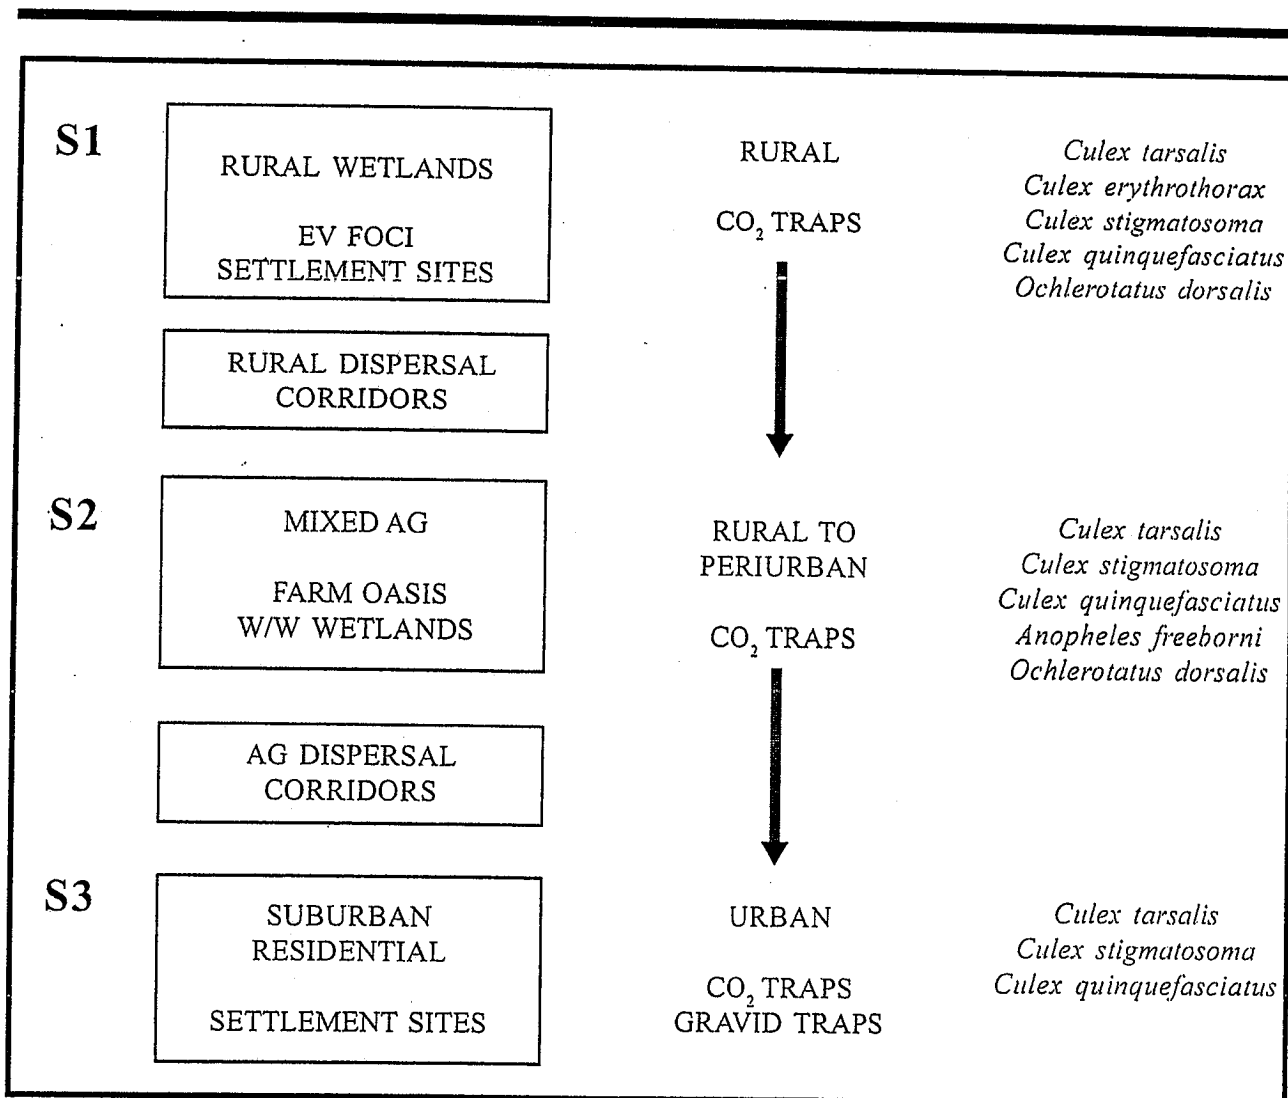 S1
RURAL WETLANDS
EV FOCI
SETTLEMENT SITES
RURAL
CO₂ TRAPS
Culex tarsalis
Culex erythrothorax
Culex stigmatosoma
Culex quinquefasciatus
Ochlerotatus dorsalis
RURAL DISPERSAL
CORRIDORS
S2
MIXED AG
FARM OASIS
W/W WETLANDS
RURAL TO
PERIURBAN
CO₂ TRAPS
Culex tarsalis
Culex stigmatosoma
Culex quinquefasciatus
Anopheles freeborni
Ochlerotatus dorsalis
AG DISPERSAL
CORRIDORS
S3
SUBURBAN
RESIDENTIAL
SETTLEMENT SITES
URBAN
CO₂ TRAPS
GRAVID TRAPS
Culex tarsalis
Culex stigmatosoma
Culex quinquefasciatus